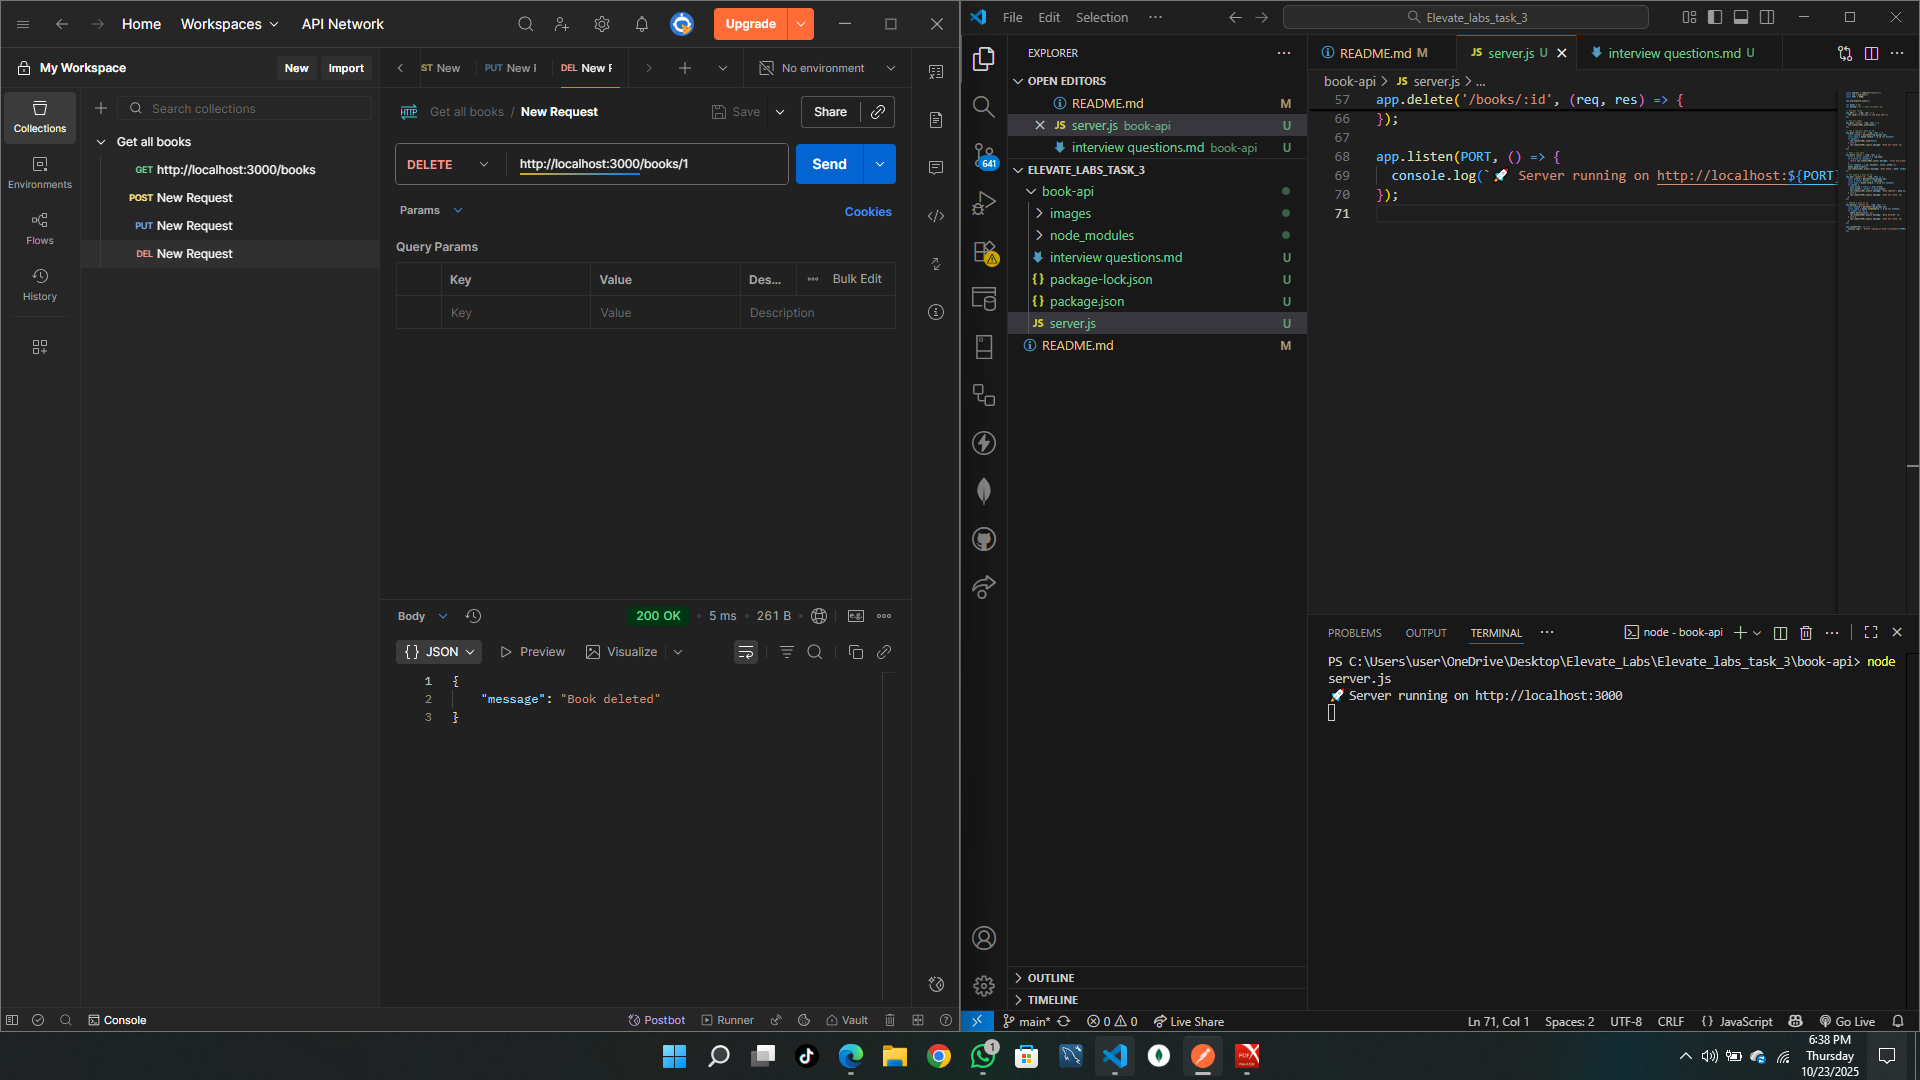 Home
Workspaces
API Network
Upgrade
My Workspace
New
Import
ST New
PUT New I
DEL New F
No environment
Collections
Environments
Flows
History
Search collections
Get all books
GET http://localhost:3000/books
POST New Request
PUT New Request
DEL New Request
Get all books / New Request
Save
Share
DELETE
http://localhost:3000/books/1
Send
Params
Cookies
Query Params
Key
Value
Des...
Bulk Edit
Key
Value
Description
Body
200 OK
5 ms
261 B
{} JSON
Preview
Visualize
1 {
2 "message": "Book deleted"
3 }
Console
Postbot
Runner
Vault
File
Edit
Selection
Elevate_labs_task_3
EXPLORER
OPEN EDITORS
README.md M
JS server.js book-api U
interview questions.md book-api U
ELEVATE_LABS_TASK_3
book-api
images
node_modules
interview questions.md U
{} package-lock.json U
{} package.json U
JS server.js U
README.md M
641
OUTLINE
TIMELINE
README.md M
JS server.js U
interview questions.md U
book-api > JS server.js > ...
57 app.delete('/books/:id', (req, res) => {
66 });
67
68 app.listen(PORT, () => {
69 console.log(`🚀 Server running on http://localhost:${PORT}
70 });
71
PROBLEMS
OUTPUT
TERMINAL
node - book-api
PS C:\Users\user\OneDrive\Desktop\Elevate_Labs\Elevate_labs_task_3\book-api> node
server.js
🚀 Server running on http://localhost:3000
main*
0
0
Live Share
Ln 71, Col 1
Spaces: 2
UTF-8
CRLF
{} JavaScript
Go Live
1
6:38 PM
Thursday
10/23/2025